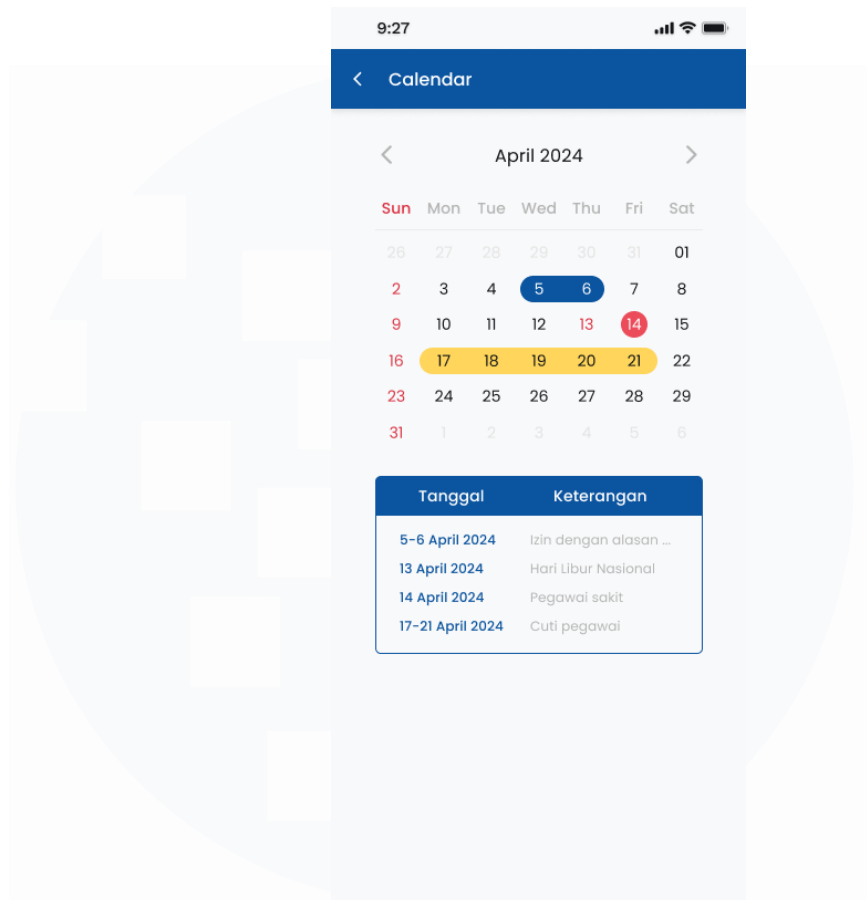 9:27
Calendar
April 2024
Sun Mon Tue Wed Thu Fri Sat
26 27 28 29 30 31 01
2 3 4 5 6 7 8
9 10 11 12 13 14 15
16 17 18 19 20 21 22
23 24 25 26 27 28 29
31 1 2 3 4 5 6
Tanggal Keterangan
5-6 April 2024 Izin dengan alasan ...
13 April 2024 Hari Libur Nasional
14 April 2024 Pegawai sakit
17-21 April 2024 Cuti pegawai